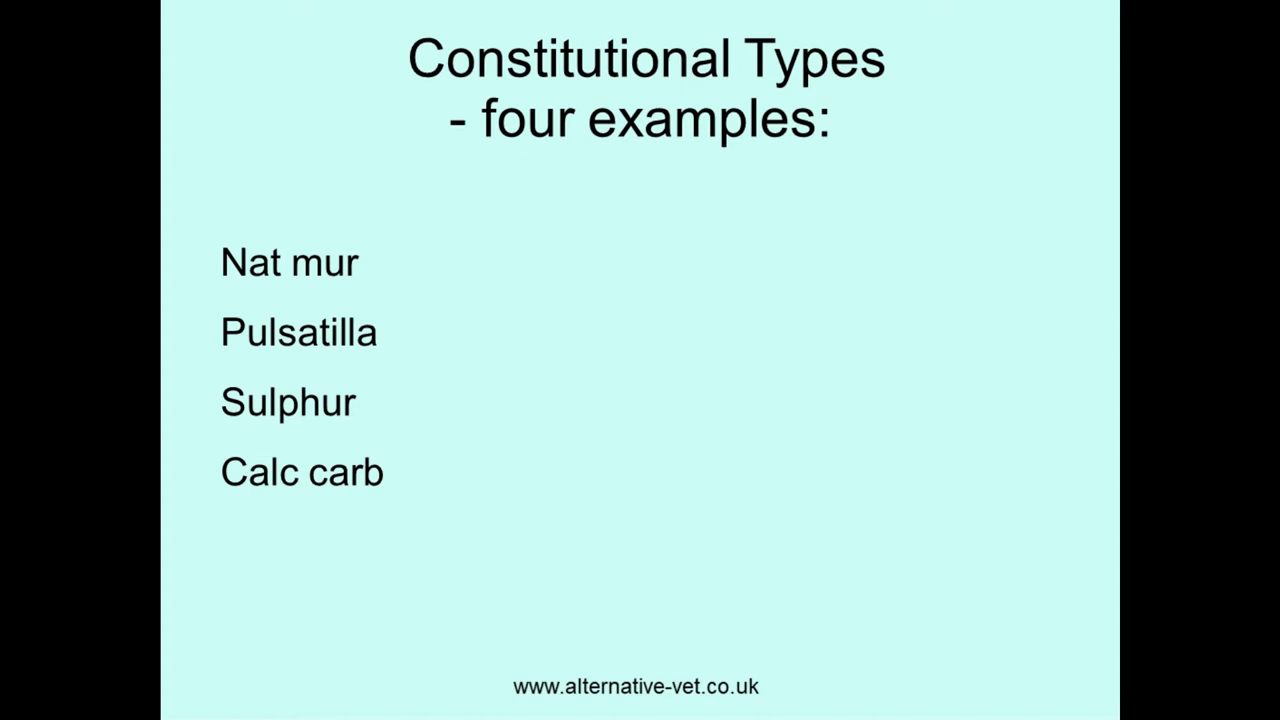 Constitutional Types
- four examples:
Nat mur
Pulsatilla
Sulphur
Calc carb
www.alternative-vet.co.uk